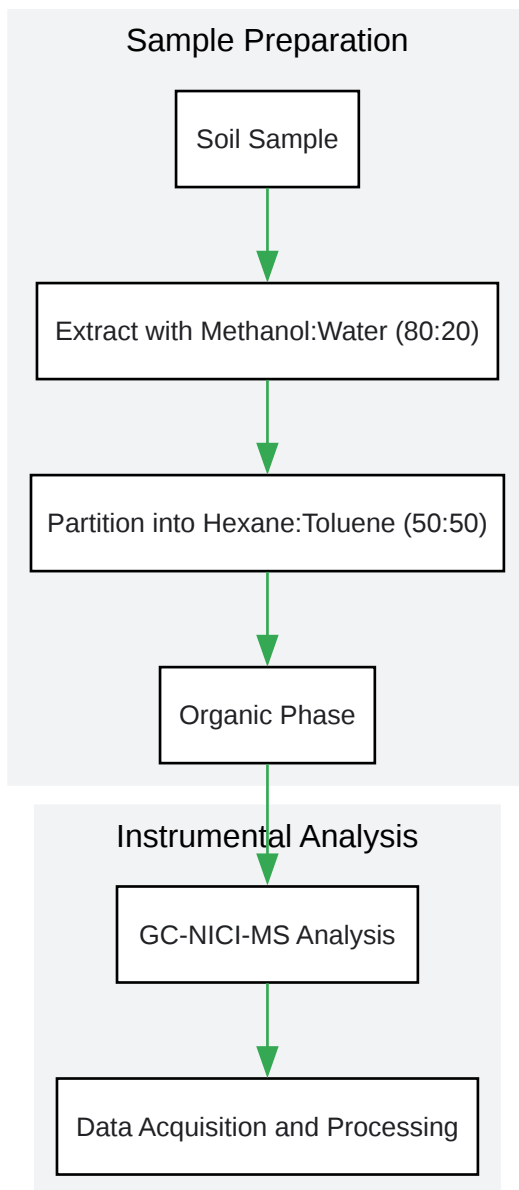 Sample Preparation
Soil Sample
Extract with Methanol:Water (80:20)
Partition into Hexane:Toluene (50:50)
Organic Phase
Instrumental Analysis
GC-NICI-MS Analysis
Data Acquisition and Processing